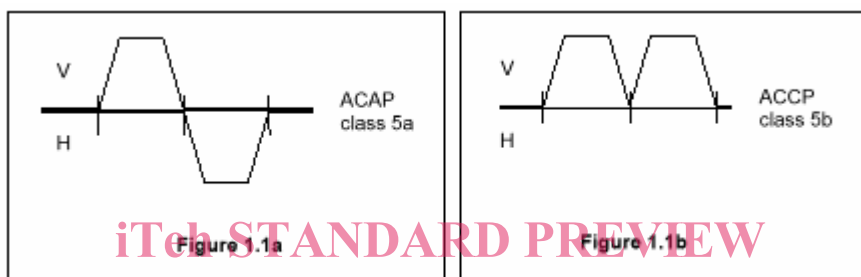 V
H
ACAP
class 5a
Figure 1.1a
V
H
ACCP
class 5b
Figure 1.1b
iTeh STANDARD PREVIEW